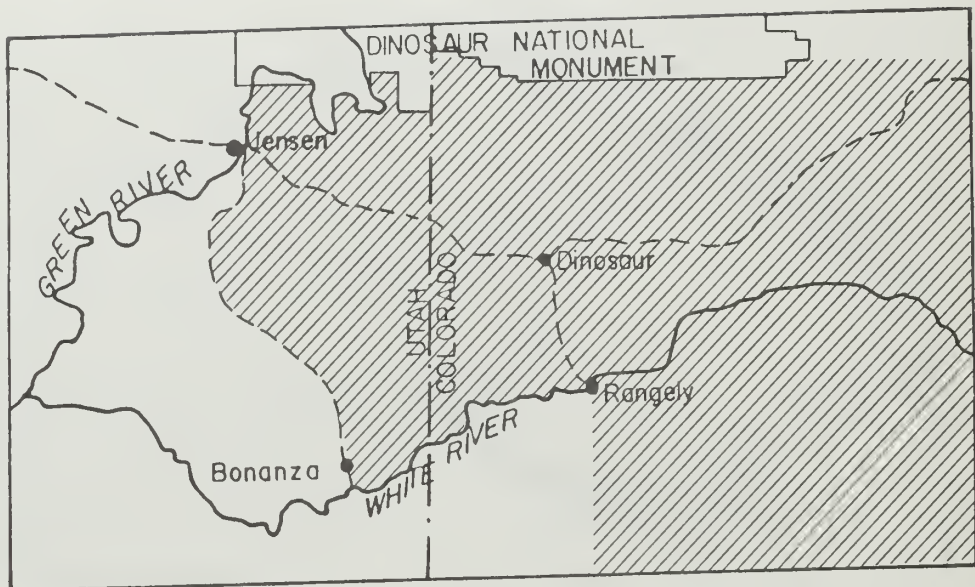 DINOSAUR NATIONAL
MONUMENT
Jensen
GREEN RIVER
Dinosaur
UTAH
COLORADO
Rangely
Bonanza
WHITE RIVER